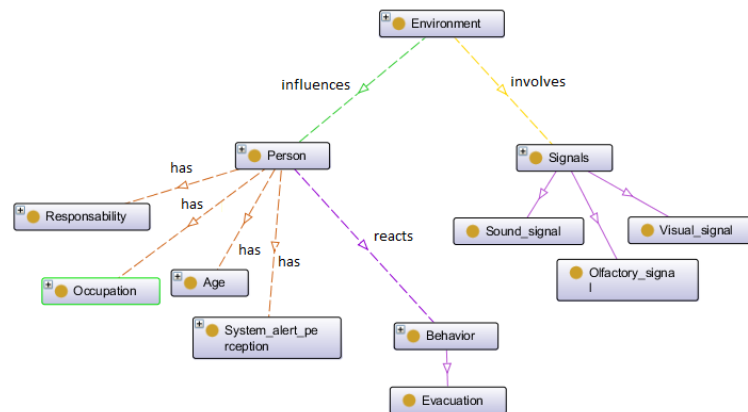 Environment
influences
involves
Person
Signals
has
Responsability
has
Sound_signal
Visual_signal
reacts
has
has
Occupation
Age
Olfactory_signa
l
System_alert_pe
rception
Behavior
Evacuation